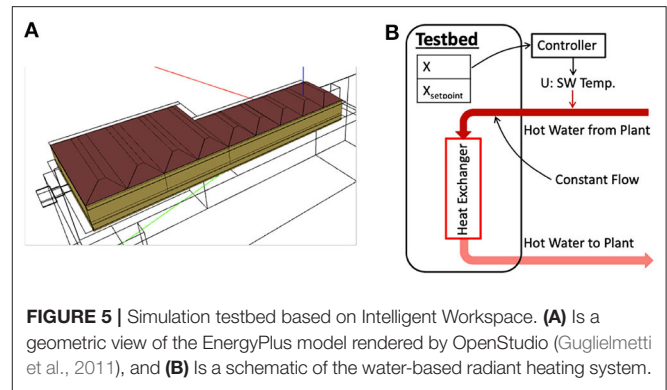 A
B
Testbed
X
Xsetpoint
Controller
U: SW Temp.
Hot Water from Plant
Heat Exchanger
Constant Flow
Hot Water to Plant
FIGURE 5 | Simulation testbed based on Intelligent Workspace. (A) Is a
geometric view of the EnergyPlus model rendered by OpenStudio (Guglielmetti
et al., 2011), and (B) Is a schematic of the water-based radiant heating system.